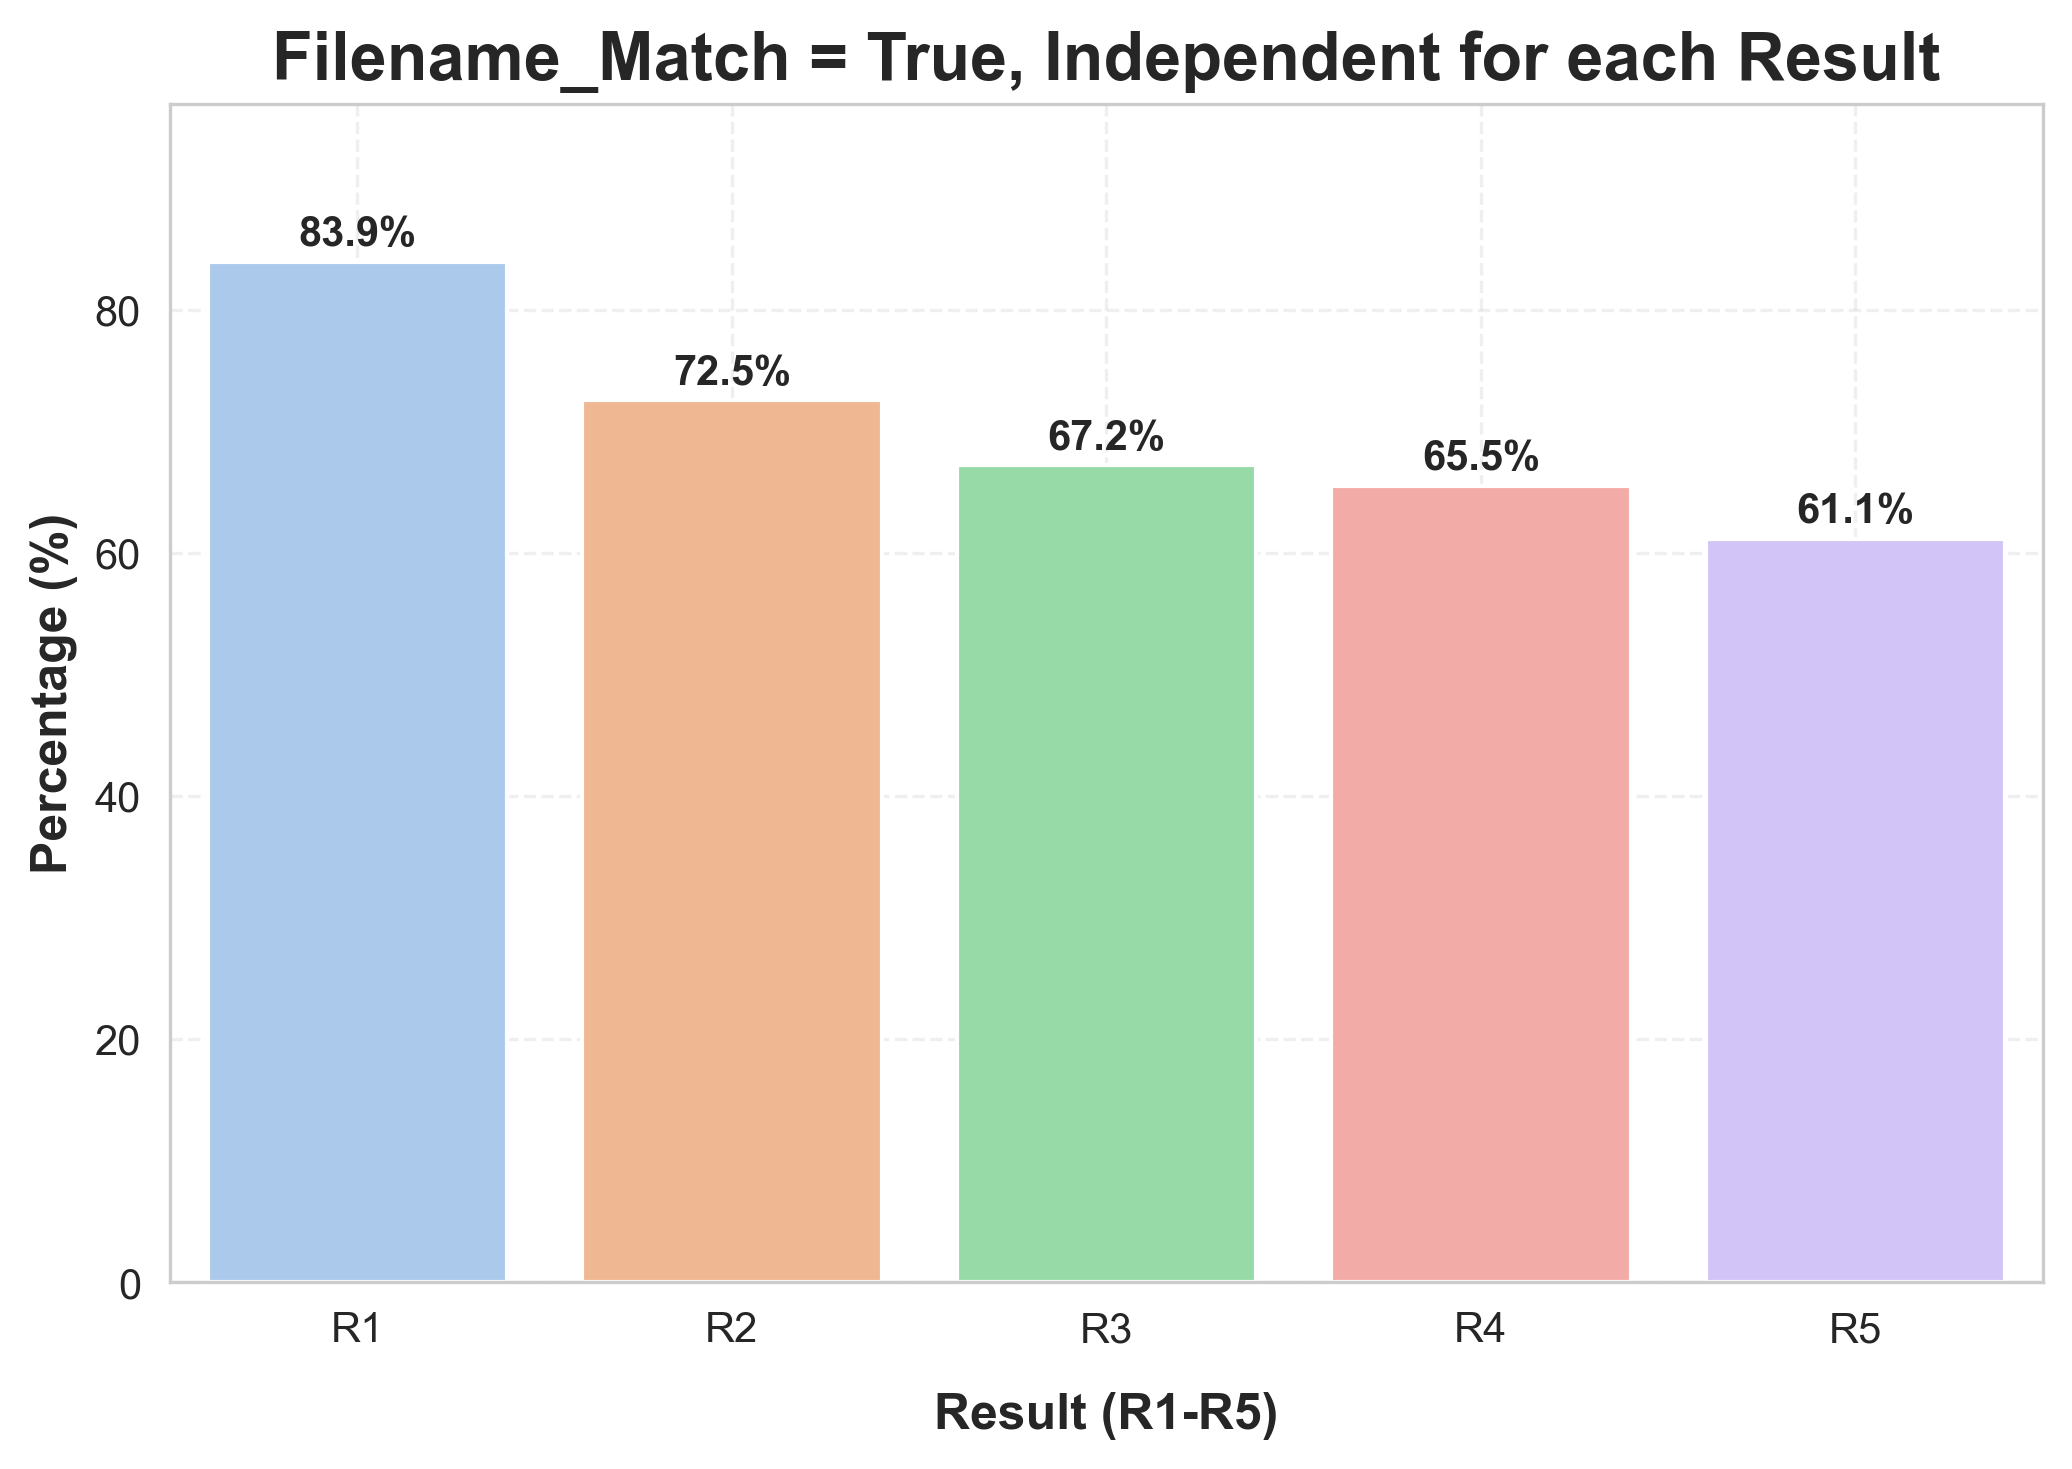 Filename_Match = True, Independent for each Result
83.9%
72.5%
67.2%
65.5%
61.1%
80
60
40
20
0
Percentage (%)
R1 R2 R3 R4 R5
Result (R1-R5)